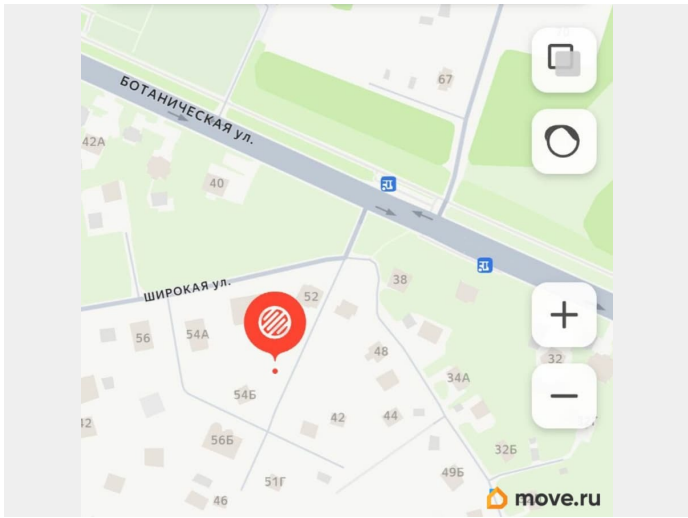 67
БОТАНИЧЕСКАЯ ул.
42А
40
ШИРОКАЯ ул.
38
52
56
54А
48
32
34А
54Б
42
44
56Б
32Б
49Б
51Г
46
move.ru